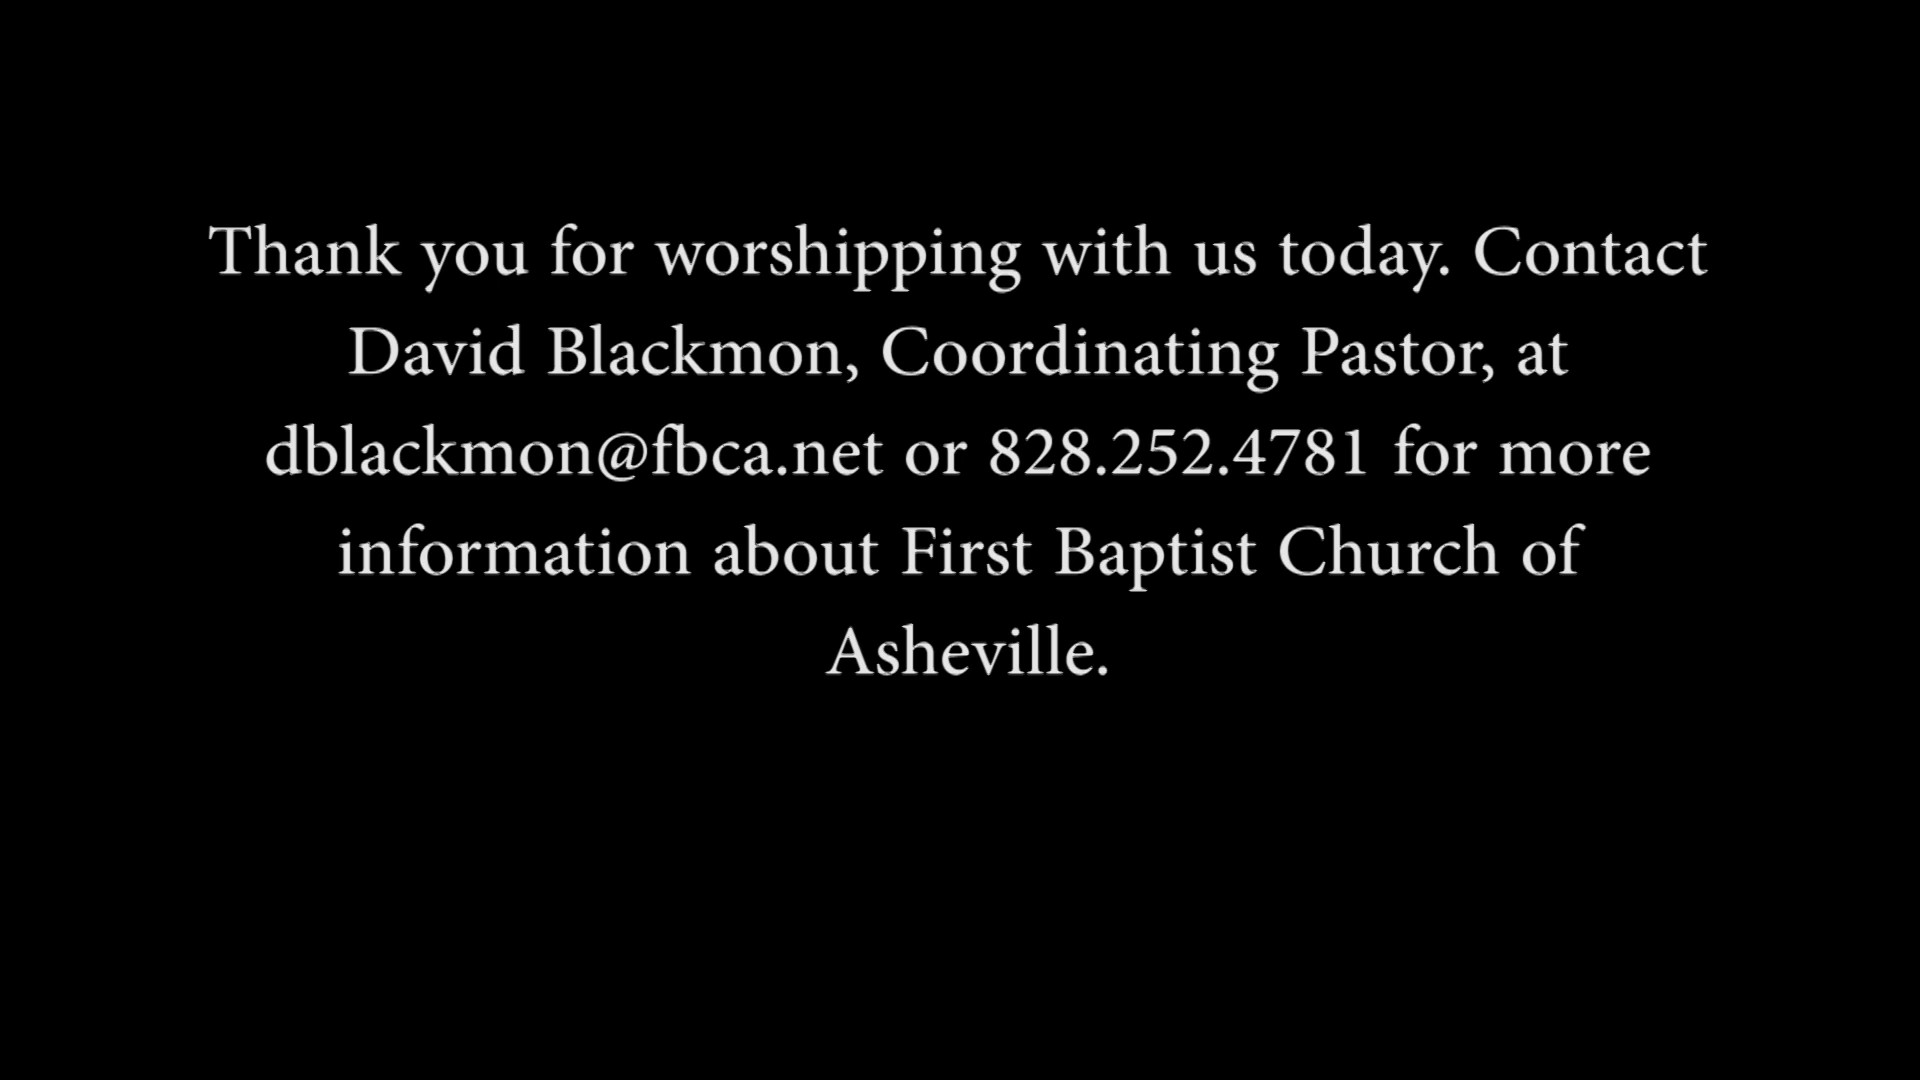 Thank you for worshipping with us today. Contact
David Blackmon, Coordinating Pastor, at
dblackmon@fbca.net or 828.252.4781 for more
information about First Baptist Church of
Asheville.